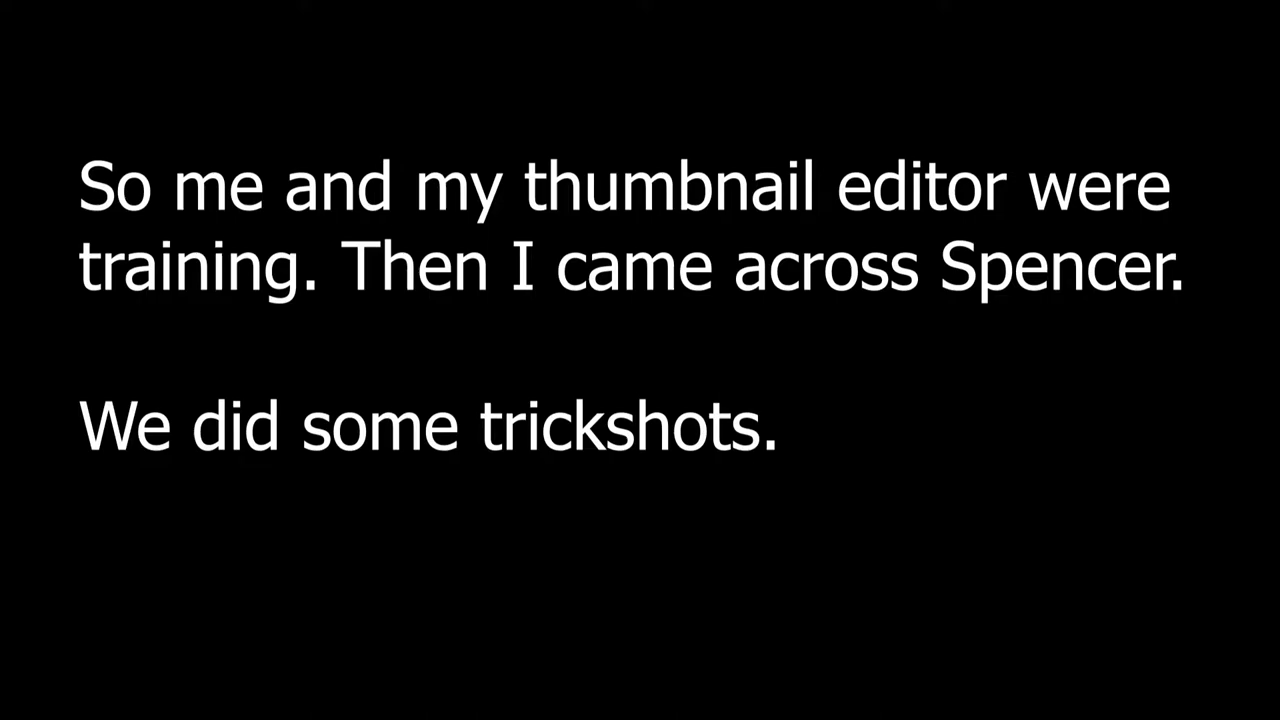 So me and my thumbnail editor were
training. Then I came across Spencer.
We did some trickshots.